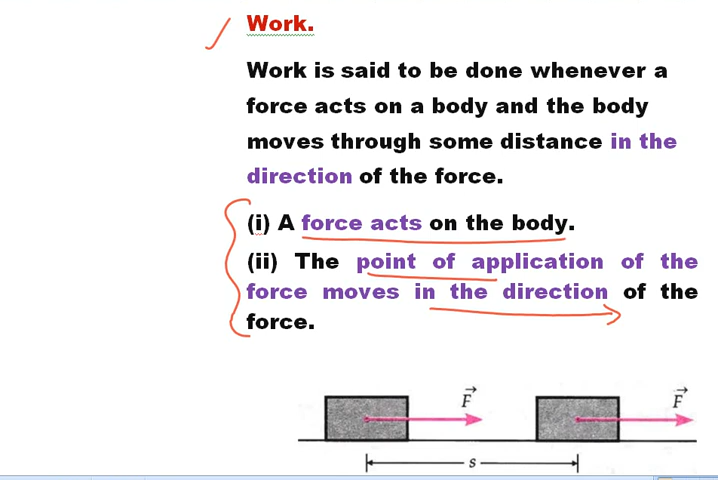 Work.
Work is said to be done whenever a
force acts on a body and the body
moves through some distance in the
direction of the force.
(i) A force acts on the body.
(ii) The point of application of the
force moves in the direction of the
force.
F F
s